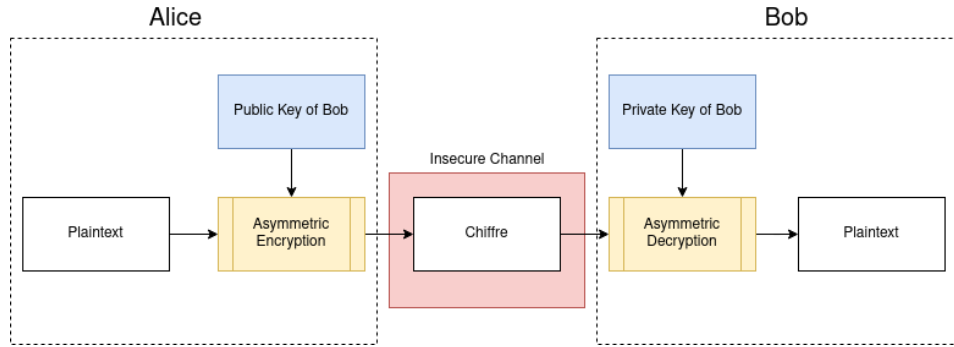 Alice
Bob
Public Key of Bob
Private Key of Bob
Insecure Channel
Plaintext
Asymmetric
Encryption
Chiffre
Asymmetric
Decryption
Plaintext